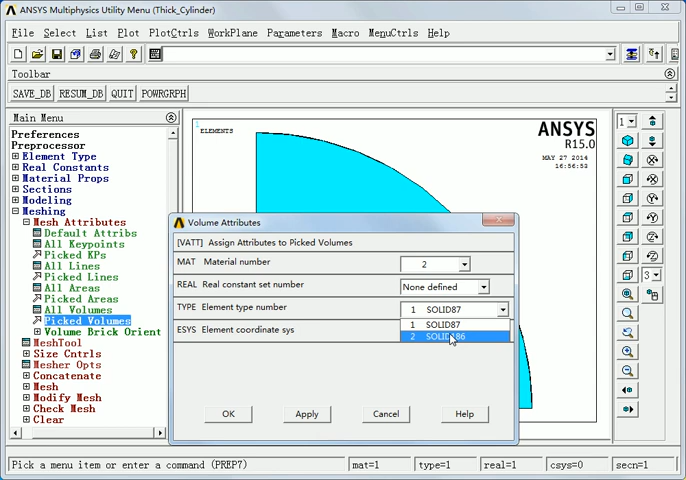 ANSYS Multiphysics Utility Menu (Thick_Cylinder)
File Select List Plot PlotCtrls WorkPlane Parameters Macro MenuCtrls Help
Toolbar
SAVE_DB RESUM_DB QUIT POWRGRPH
Main Menu
Preferences
Preprocessor
Element Type
Real Constants
Material Props
Sections
Modeling
Meshing
Mesh Attributes
Default Attribs
All Keypoints
Picked KPs
All Lines
Picked Lines
All Areas
Picked Areas
All Volumes
Picked Volumes
Volume Brick Orient
MeshTool
Size Cntrls
Mesher Opts
Concatenate
Mesh
Modify Mesh
Check Mesh
Clear
1
ELEMENTS
ANSYS
R15.0
MAY 27 2014
16:56:53
Volume Attributes
[VATT] Assign Attributes to Picked Volumes
MAT Material number
2
REAL Real constant set number
None defined
TYPE Element type number
1 SOLID87
1 SOLID87
2 SOLID186
ESYS Element coordinate sys
OK Apply Cancel Help
1
3
Pick a menu item or enter a command (PREP7)
mat=1 type=1 real=1 csys=0 secn=1